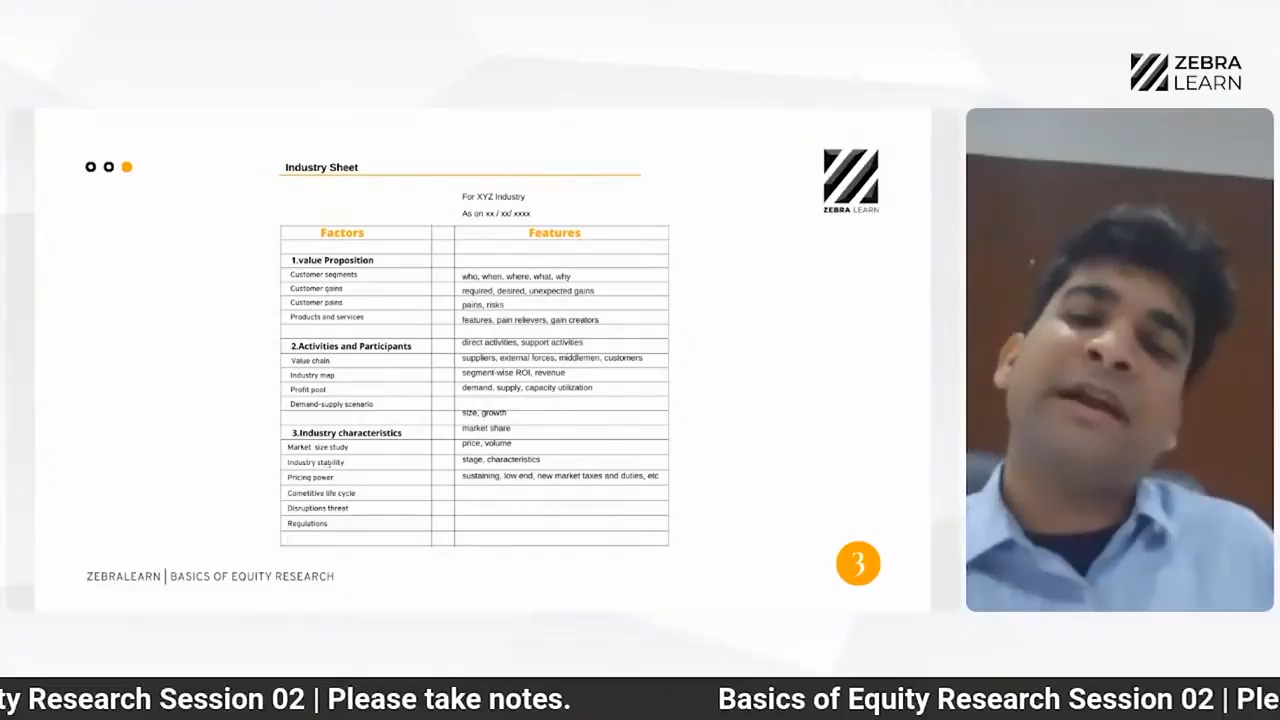 ZEBRA
LEARN
Industry Sheet
For XYZ Industry
As on xx / xx/ xxxx
ZEBRA LEARN
Factors Features
1.value Proposition
Customer segments who, when, where, what, why
Customer gains required, desired, unexpected gains
Customer pains pains, risks
Products and services features, pain relievers, gain creators
direct activities, support activities
2.Activities and Participants
Value chain suppliers, external forces, middlemen, customers
Industry map segment-wise ROI, revenue
Profit pool demand, supply, capacity utilization
Demand-supply scenario
size, growth
3.Industry characteristics market share
Market size study price, volume
Industry stability stage, characteristics
Pricing power sustaining, low end, new market taxes and duties, etc
Cometitive life cycle
Disruptions threat
Regulations
3
ZEBRALEARN | BASICS OF EQUITY RESEARCH
ty Research Session 02 | Please take notes. Basics of Equity Research Session 02 | Ple